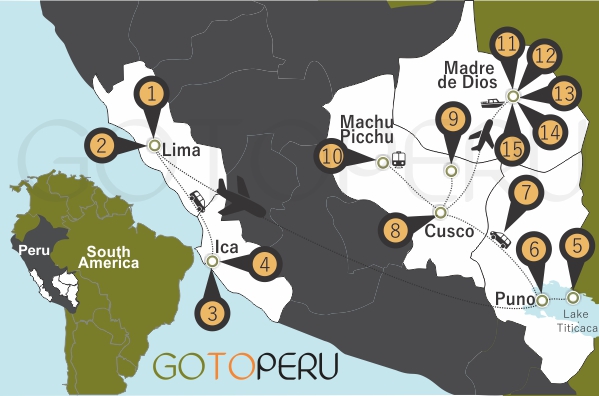 11
12
Madre
de Dios
13
1
9
14
Machu
Picchu
15
2
Lima
10
GOTOPERU
7
8
Cusco
Peru
South
America
Ica
4
6
5
Puno
3
Lake
Titicaca
GOTOPERU